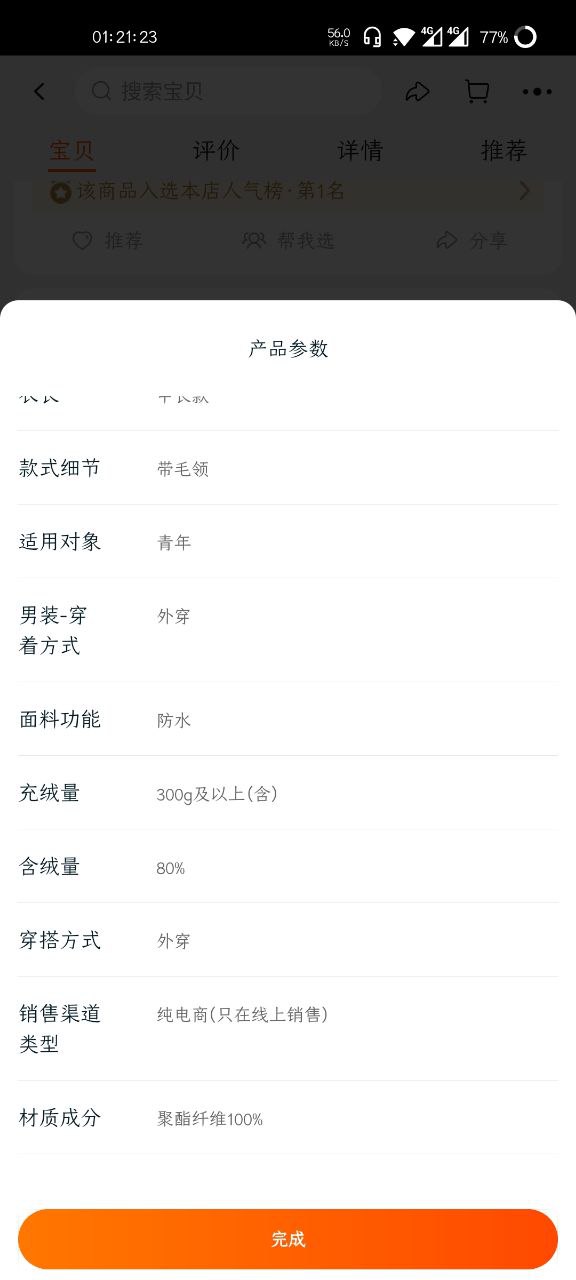 01:21:23
56.0
KB/S
4G
4G
77%
搜索宝贝
宝贝
评价
详情
推荐
该商品入选本店人气榜·第1名
推荐
帮我选
分享
产品参数
款式细节
带毛领
适用对象
青年
男装-穿
着方式
外穿
面料功能
防水
充绒量
300g及以上(含)
含绒量
80%
穿搭方式
外穿
销售渠道
类型
纯电商(只在线上销售)
材质成分
聚酯纤维100%
完成